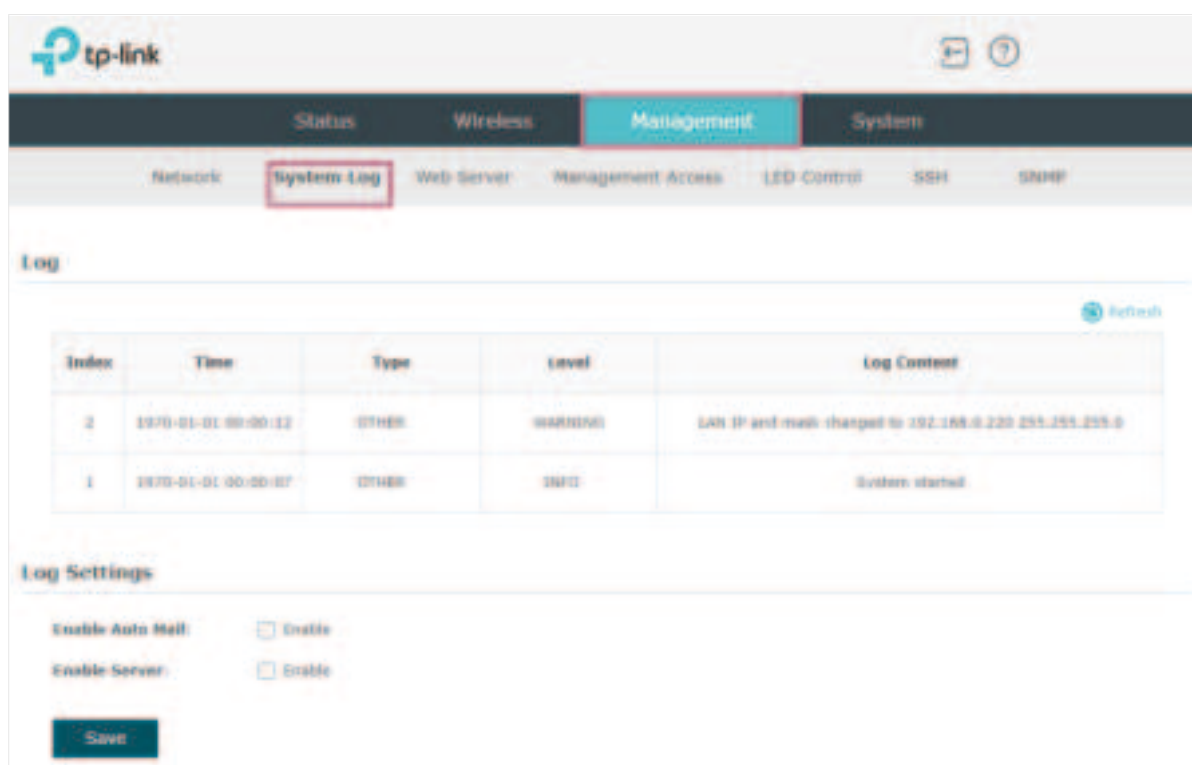 tp-link
Status Wireless Management System
Network System Log Web Server Management Access LED Control SSH SNMP
Log
Refresh
Index Time Type Level Log Content
2 1970-01-01 00:00:12 OTHER WARNING LAN IP and mask changed to 192.168.0.220 255.255.255.0
1 1970-01-01 00:00:07 OTHER INFO System started
Log Settings
Enable Auto Mail: Enable
Enable Server: Enable
Save